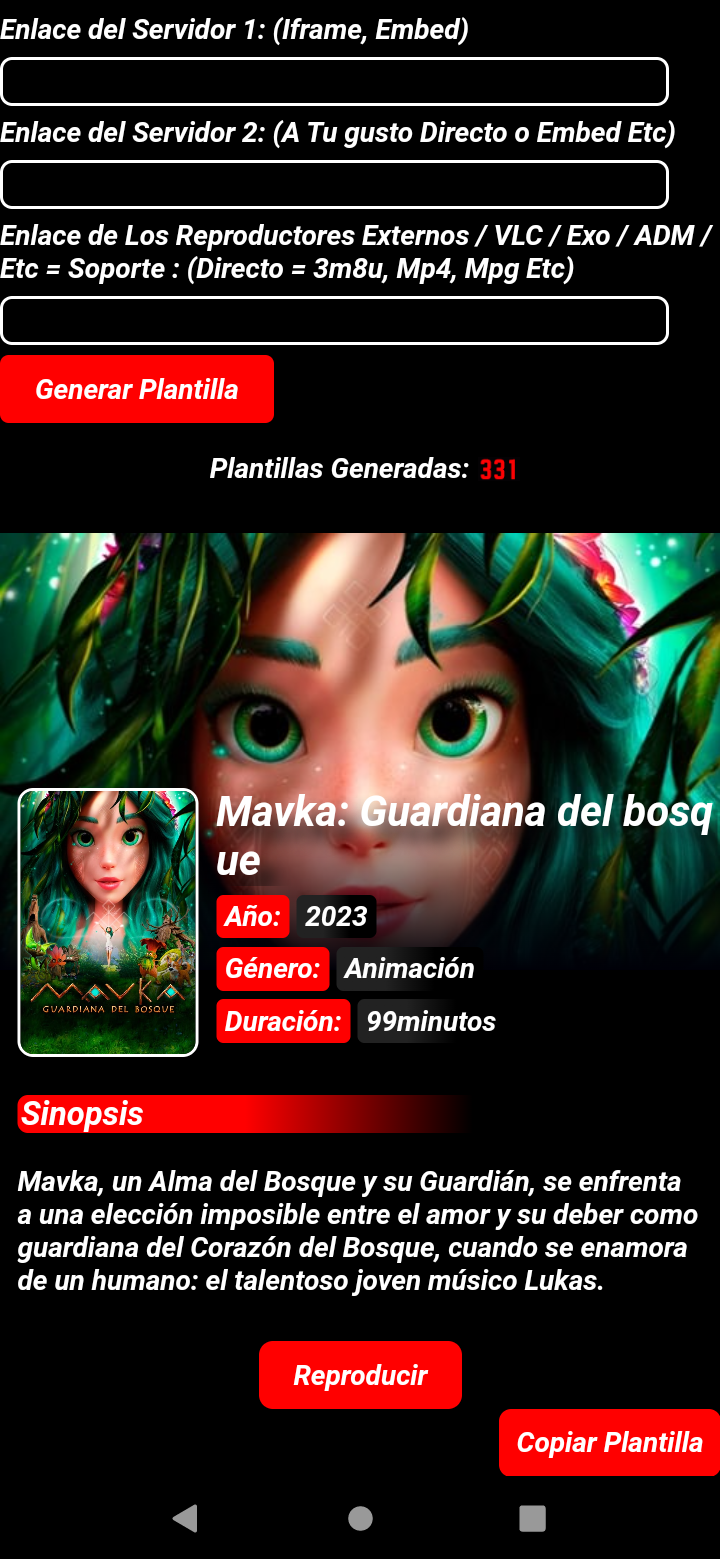 Enlace del Servidor 1: (Iframe, Embed)
Enlace del Servidor 2: (A Tu gusto Directo o Embed Etc)
Enlace de Los Reproductores Externos / VLC / Exo / ADM /
Etc = Soporte : (Directo = 3m8u, Mp4, Mpg Etc)
Generar Plantilla
Plantillas Generadas: 331
Mavka: Guardiana del bosq
ue
Año: 2023
Género: Animación
Duración: 99minutos
MAVKA
GUARDIANA DEL BOSQUE
Sinopsis
Mavka, un Alma del Bosque y su Guardián, se enfrenta
a una elección imposible entre el amor y su deber como
guardiana del Corazón del Bosque, cuando se enamora
de un humano: el talentoso joven músico Lukas.
Reproducir
Copiar Plantilla